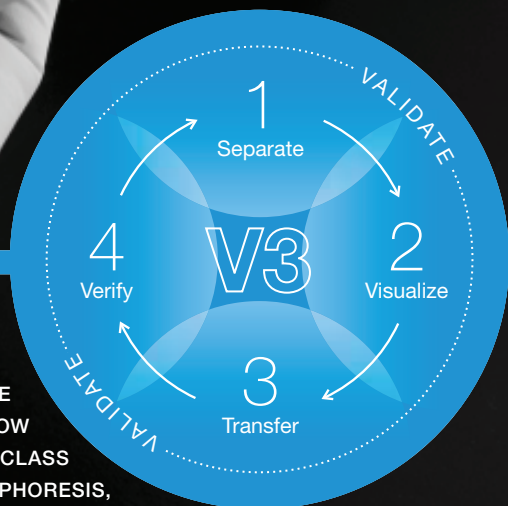 VALIDATE
1
Separate
4
Verify
V3
2
Visualize
3
Transfer
VALIDATE
OW
CLASS
PHORESIS,